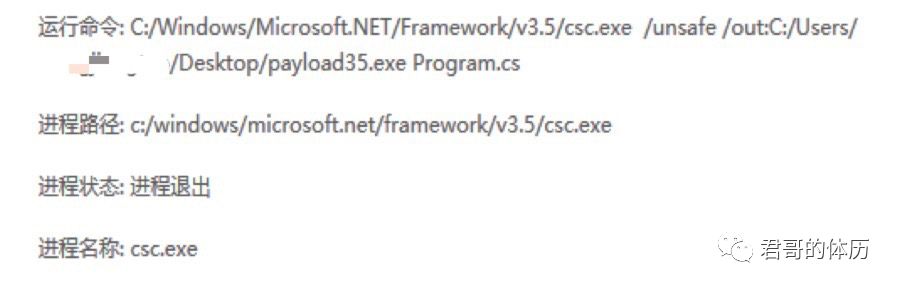 运行命令: C:/Windows/Microsoft.NET/Framework/v3.5/csc.exe /unsafe /out:C:/Users/
/Desktop/payload35.exe Program.cs
进程路径: c:/windows/microsoft.net/framework/v3.5/csc.exe
进程状态: 进程退出
进程名称: csc.exe
君哥的体历